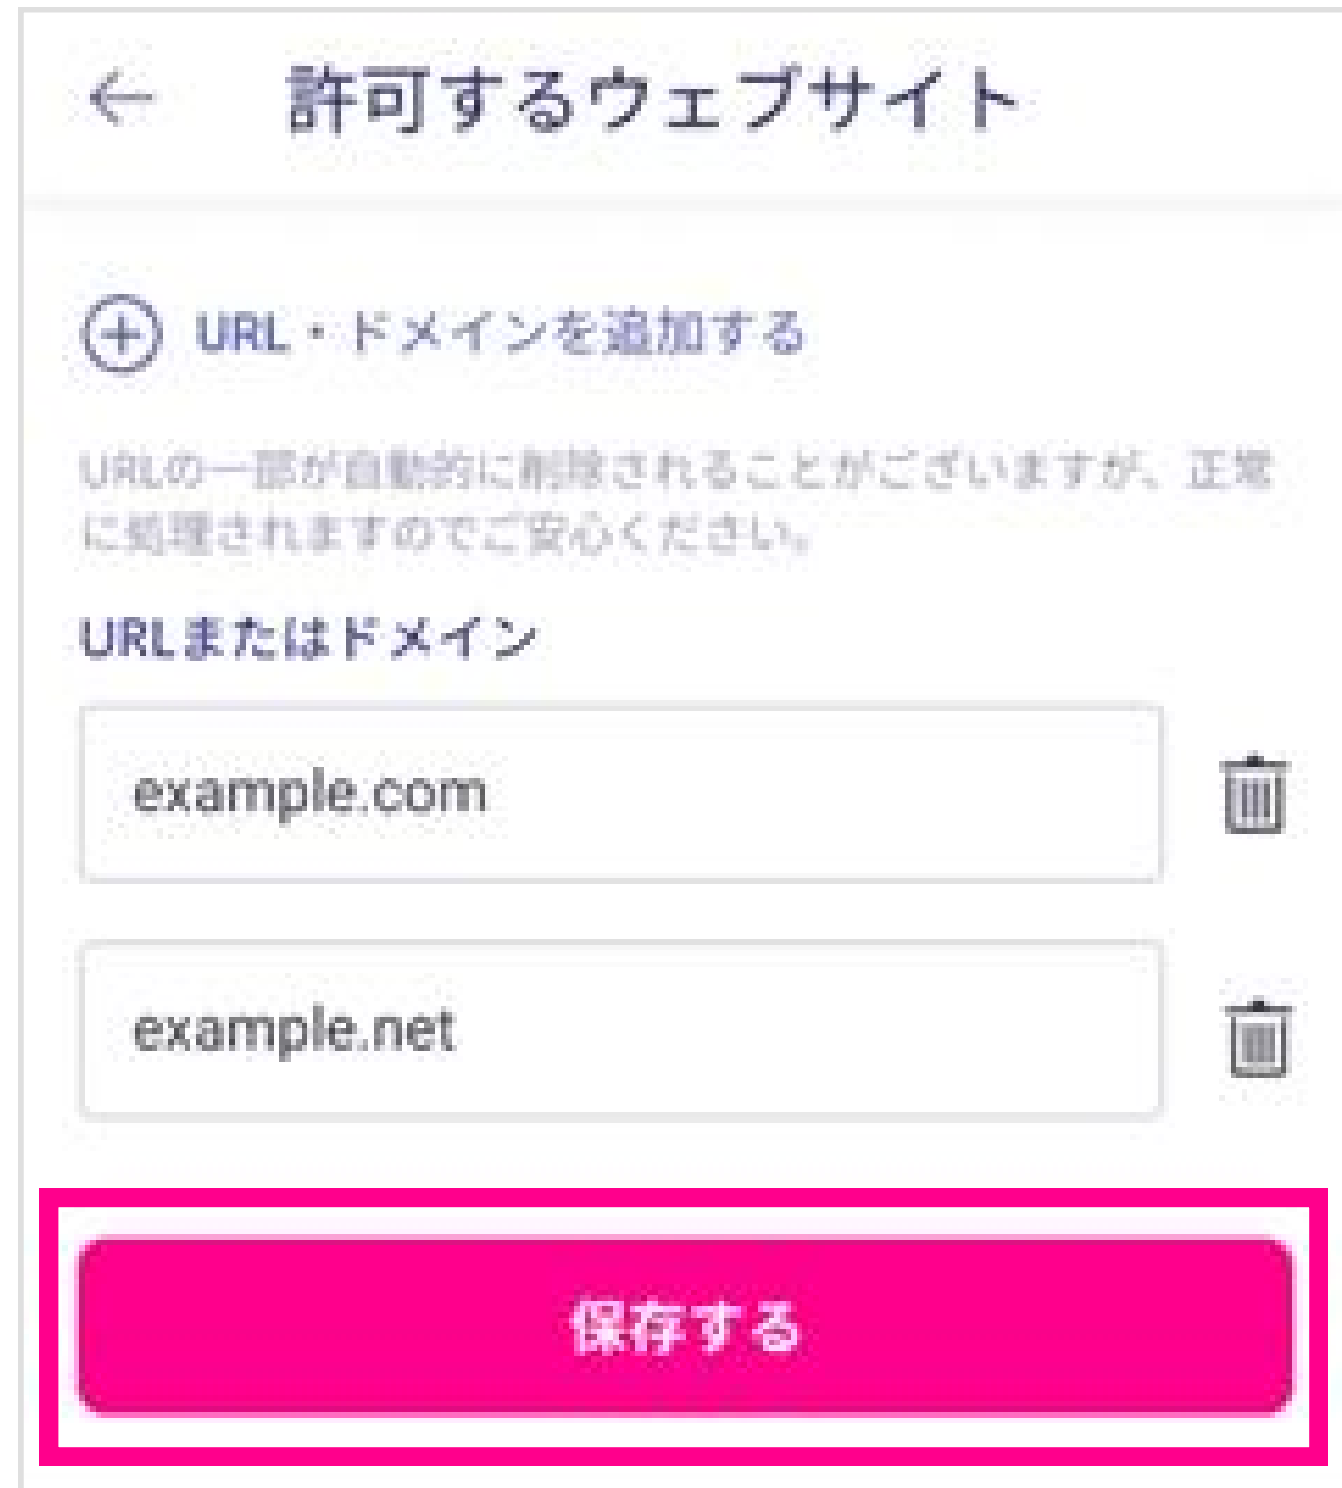 許可するウェブサイト
URL・ドメインを追加する
URLの一部が自動的に削除されることがございますが、正常
に処理されますのでご安心ください。
URLまたはドメイン
example.com
example.net
保存する